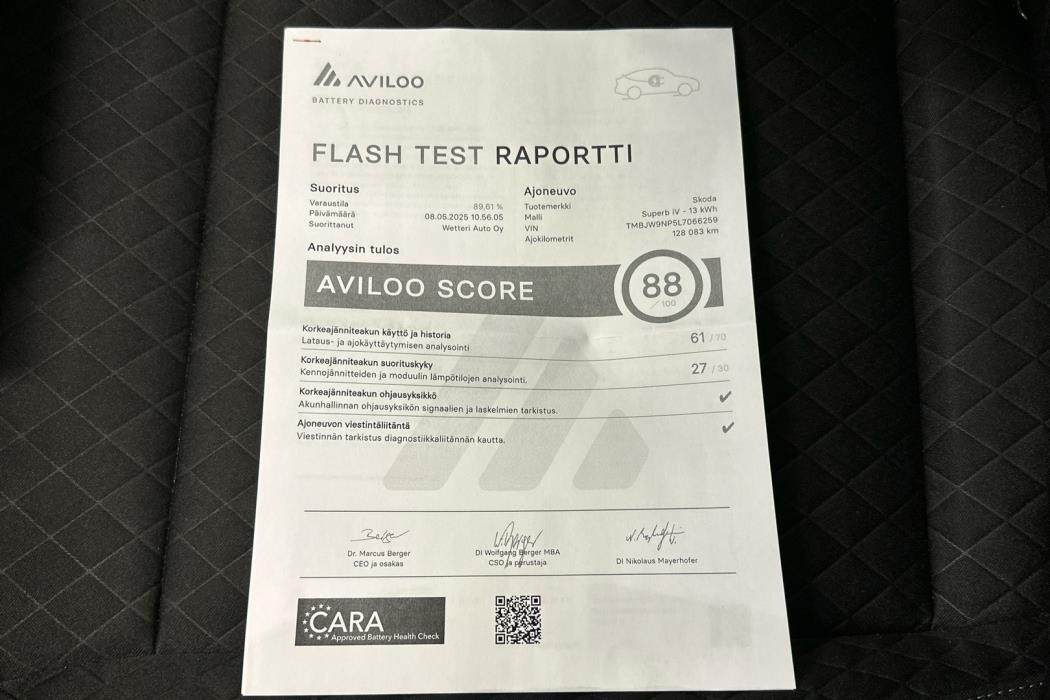 AVILOO
BATTERY DIAGNOSTICS
FLASH TEST RAPORTTI
Suoritus
Varaustila 89,61 %
Päivämäärä 08.05.2025 10.56.05
Suorittanut Wetteri Auto Oy
Ajoneuvo
Tuotemerkki Skoda
Malli Superb iV - 13 kWh
VIN TMBJW9NP5L7066259
Ajokilometrit 128 083 km
Analyysin tulos
AVILOO SCORE 88 / 100
Korkeajänniteakun käyttö ja historia 61 / 70
Lataus- ja ajokäyttäytymisen analysointi
Korkeajänniteakun suorituskyky 27 / 30
Kennojännitteiden ja moduulin lämpötilojen analysointi.
Korkeajänniteakun ohjausyksikkö ✔
Akunhallinnan ohjausyksikön signaalien ja laskelmien tarkistus.
Ajoneuvon viestintäliitäntä ✔
Viestinnän tarkistus diagnostiikkaliitännän kautta.
Dr. Marcus Berger
CEO ja osakas
DI Wolfgang Berger MBA
CSO ja perustaja
DI Nikolaus Mayerhofer
CARA
Approved Battery Health Check